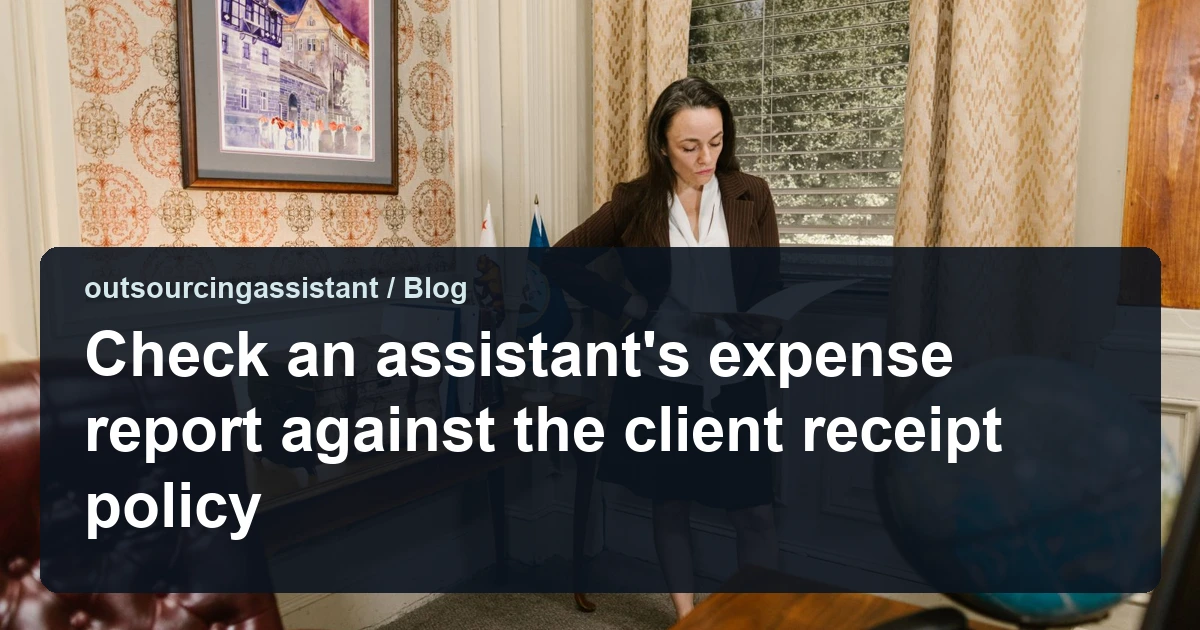 outsourcingassistant / Blog
Check an assistant's expense
report against the client receipt
policy